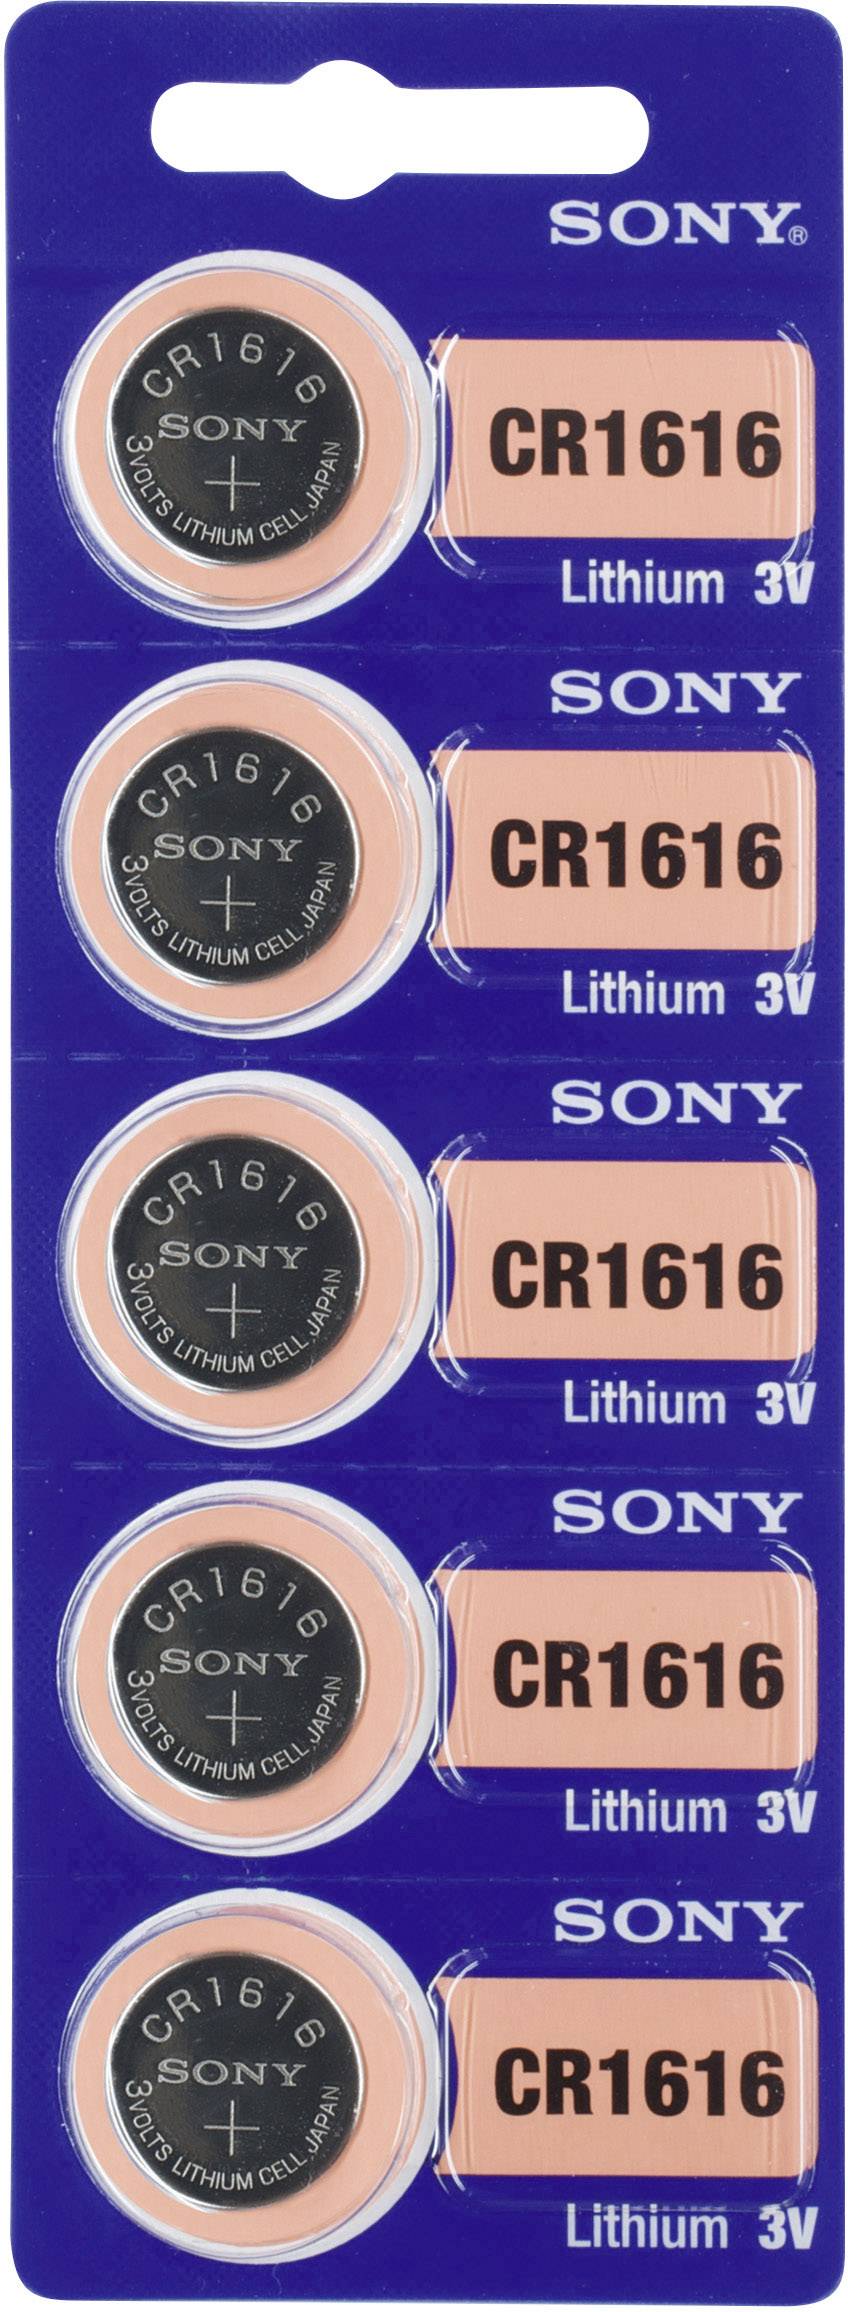 SONY®
CR1616
SONY
3VOLTS LITHIUM CELL JAPAN
+
CR1616
Lithium 3V
SONY
CR1616
SONY
3VOLTS LITHIUM CELL JAPAN
+
CR1616
Lithium 3V
SONY
CR1616
SONY
3VOLTS LITHIUM CELL JAPAN
+
CR1616
Lithium 3V
SONY
CR1616
SONY
3VOLTS LITHIUM CELL JAPAN
+
CR1616
Lithium 3V
SONY
CR1616
SONY
3VOLTS LITHIUM CELL JAPAN
+
CR1616
Lithium 3V